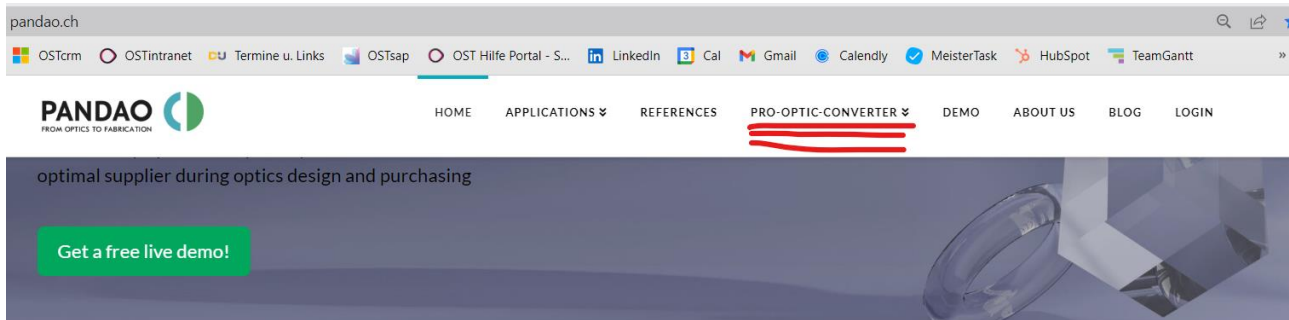 pandao.ch
OSTcrm OSTintranet Termine u. Links OSTsap OST Hilfe Portal - S... LinkedIn 3 Cal Gmail Calendly MeisterTask HubSpot TeamGantt »
PANDAO
FROM OPTICS TO FABRICATION
HOME APPLICATIONS REFERENCES PRO-OPTIC-CONVERTER DEMO ABOUT US BLOG LOGIN
optimal supplier during optics design and purchasing
Get a free live demo!